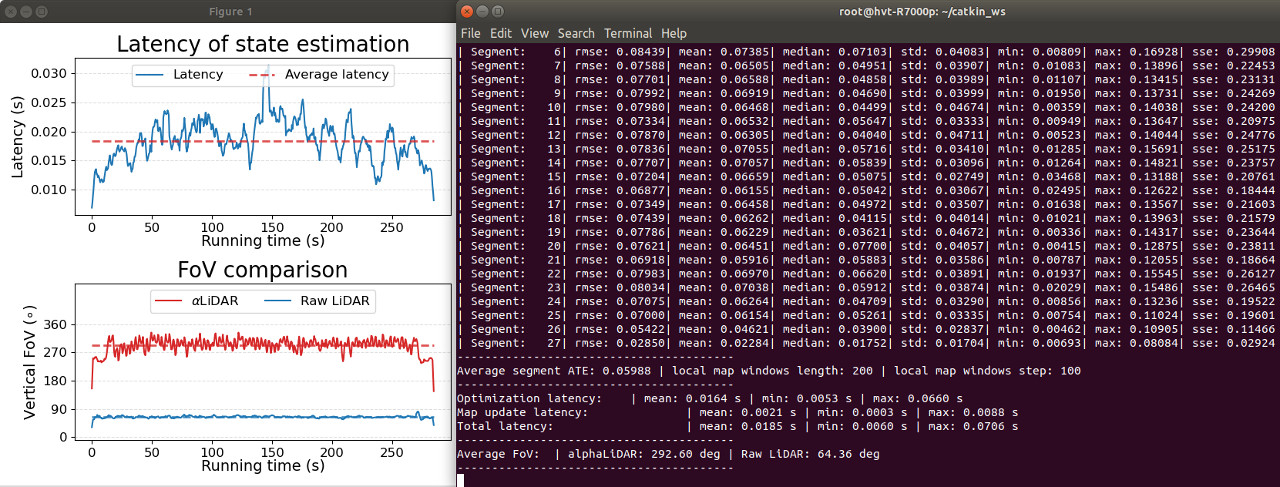 Figure 1
Latency of state estimation
Latency
Average latency
Latency (s)
0.030
0.025
0.020
0.015
0.010
0 50 100 150 200 250
Running time (s)
FoV comparison
αLiDAR
Raw LiDAR
Vertical FoV (∘)
360
270
180
90
0
0 50 100 150 200 250
Running time (s)
root@hvt-R7000p: ~/catkin_ws
File Edit View Search Terminal Help
| Segment: 6| rmse: 0.08439| mean: 0.07385| median: 0.07103| std: 0.04083| min: 0.00809| max: 0.16928| sse: 0.29908
| Segment: 7| rmse: 0.07588| mean: 0.06505| median: 0.04951| std: 0.03907| min: 0.01083| max: 0.13896| sse: 0.22453
| Segment: 8| rmse: 0.07701| mean: 0.06588| median: 0.04858| std: 0.03989| min: 0.01107| max: 0.13415| sse: 0.23131
| Segment: 9| rmse: 0.07992| mean: 0.06919| median: 0.04690| std: 0.03999| min: 0.01950| max: 0.13731| sse: 0.24269
| Segment: 10| rmse: 0.07980| mean: 0.06468| median: 0.04499| std: 0.04674| min: 0.00359| max: 0.14038| sse: 0.24200
| Segment: 11| rmse: 0.07334| mean: 0.06532| median: 0.05647| std: 0.03333| min: 0.00949| max: 0.13647| sse: 0.20975
| Segment: 12| rmse: 0.07870| mean: 0.06305| median: 0.04040| std: 0.04711| min: 0.00523| max: 0.14044| sse: 0.24776
| Segment: 13| rmse: 0.07836| mean: 0.07055| median: 0.05716| std: 0.03410| min: 0.01285| max: 0.15691| sse: 0.25175
| Segment: 14| rmse: 0.07707| mean: 0.07057| median: 0.05839| std: 0.03096| min: 0.01264| max: 0.14821| sse: 0.23757
| Segment: 15| rmse: 0.07204| mean: 0.06659| median: 0.05075| std: 0.02749| min: 0.03468| max: 0.13188| sse: 0.20761
| Segment: 16| rmse: 0.06877| mean: 0.06155| median: 0.05042| std: 0.03067| min: 0.02495| max: 0.12622| sse: 0.18444
| Segment: 17| rmse: 0.07349| mean: 0.06458| median: 0.04972| std: 0.03507| min: 0.01638| max: 0.13567| sse: 0.21603
| Segment: 18| rmse: 0.07439| mean: 0.06262| median: 0.04115| std: 0.04014| min: 0.01021| max: 0.13963| sse: 0.21579
| Segment: 19| rmse: 0.07786| mean: 0.06229| median: 0.03621| std: 0.04672| min: 0.00336| max: 0.14317| sse: 0.23644
| Segment: 20| rmse: 0.07621| mean: 0.06451| median: 0.07700| std: 0.04057| min: 0.00415| max: 0.12875| sse: 0.23811
| Segment: 21| rmse: 0.06918| mean: 0.05916| median: 0.05883| std: 0.03586| min: 0.00787| max: 0.12055| sse: 0.18664
| Segment: 22| rmse: 0.07983| mean: 0.06970| median: 0.06620| std: 0.03891| min: 0.01937| max: 0.15545| sse: 0.26127
| Segment: 23| rmse: 0.08034| mean: 0.07038| median: 0.05912| std: 0.03874| min: 0.02029| max: 0.15486| sse: 0.26465
| Segment: 24| rmse: 0.07075| mean: 0.06264| median: 0.04709| std: 0.03290| min: 0.00856| max: 0.13236| sse: 0.19522
| Segment: 25| rmse: 0.07000| mean: 0.06154| median: 0.05261| std: 0.03335| min: 0.00754| max: 0.11024| sse: 0.19601
| Segment: 26| rmse: 0.05422| mean: 0.04621| median: 0.03900| std: 0.02837| min: 0.00462| max: 0.10905| sse: 0.11466
| Segment: 27| rmse: 0.02850| mean: 0.02284| median: 0.01752| std: 0.01704| min: 0.00693| max: 0.08084| sse: 0.02924
----------------------------------------
Average segment ATE: 0.05988 | local map windows length: 200 | local map windows step: 100
----------------------------------------
Optimization latency: | mean: 0.0164 s | min: 0.0053 s | max: 0.0660 s
Map update latency: | mean: 0.0021 s | min: 0.0003 s | max: 0.0088 s
Total latency: | mean: 0.0185 s | min: 0.0060 s | max: 0.0706 s
----------------------------------------
Average FoV: | alphaLiDAR: 292.60 deg | Raw LiDAR: 64.36 deg
----------------------------------------